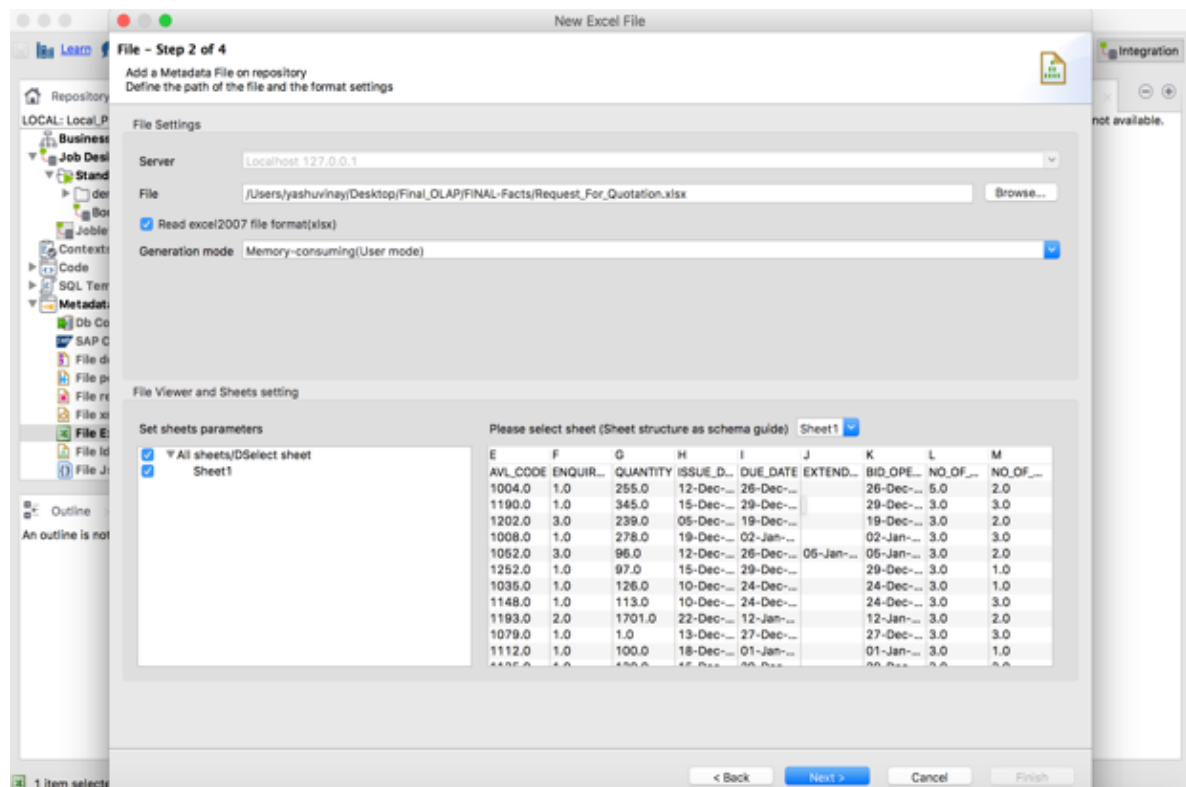 New Excel File
Learn
File - Step 2 of 4
Integration
Add a Metadata File on repository
Define the path of the file and the format settings
Repository
LOCAL: Local_P
not available.
File Settings
Business
Job Desi
Server Localhost 127.0.0.1
Stand
der
File /Users/yashuvinay/Desktop/Final_OLAP/FINAL-Facts/Request_For_Quotation.xlsx Browse...
Joble
Read excel2007 file format(xlsx)
Contexts
Generation mode Memory-consuming(User mode)
Code
SQL Tem
Metadat
Db Co
SAP C
File d
File p
File re
File x
File E
File ld
File J
File Viewer and Sheets setting
Set sheets parameters
Please select sheet (Sheet structure as schema guide) Sheet1
All sheets/DSelect sheet
Sheet1
E F G H I J K L M
AVL_CODE ENQUIR... QUANTITY ISSUE_D... DUE_DATE EXTEND... BID_OPE... NO_OF_... NO_OF_...
1004.0 1.0 255.0 12-Dec-... 26-Dec-... 26-Dec-... 5.0 2.0
1190.0 1.0 345.0 15-Dec-... 29-Dec-... 29-Dec-... 3.0 3.0
1202.0 3.0 239.0 05-Dec-... 19-Dec-... 19-Dec-... 3.0 2.0
1008.0 1.0 278.0 19-Dec-... 02-Jan-... 02-Jan-... 3.0 3.0
1052.0 3.0 96.0 12-Dec-... 26-Dec-... 05-Jan-... 05-Jan-... 3.0 2.0
1252.0 1.0 97.0 15-Dec-... 29-Dec-... 29-Dec-... 3.0 1.0
1035.0 1.0 126.0 10-Dec-... 24-Dec-... 24-Dec-... 3.0 1.0
1148.0 1.0 113.0 10-Dec-... 24-Dec-... 24-Dec-... 3.0 3.0
1193.0 2.0 1701.0 22-Dec-... 12-Jan-... 12-Jan-... 3.0 2.0
1079.0 1.0 1.0 13-Dec-... 27-Dec-... 27-Dec-... 3.0 3.0
1112.0 1.0 100.0 18-Dec-... 01-Jan-... 01-Jan-... 3.0 1.0
Outline
An outline is not
1 item selecte
< Back Next > Cancel Finish